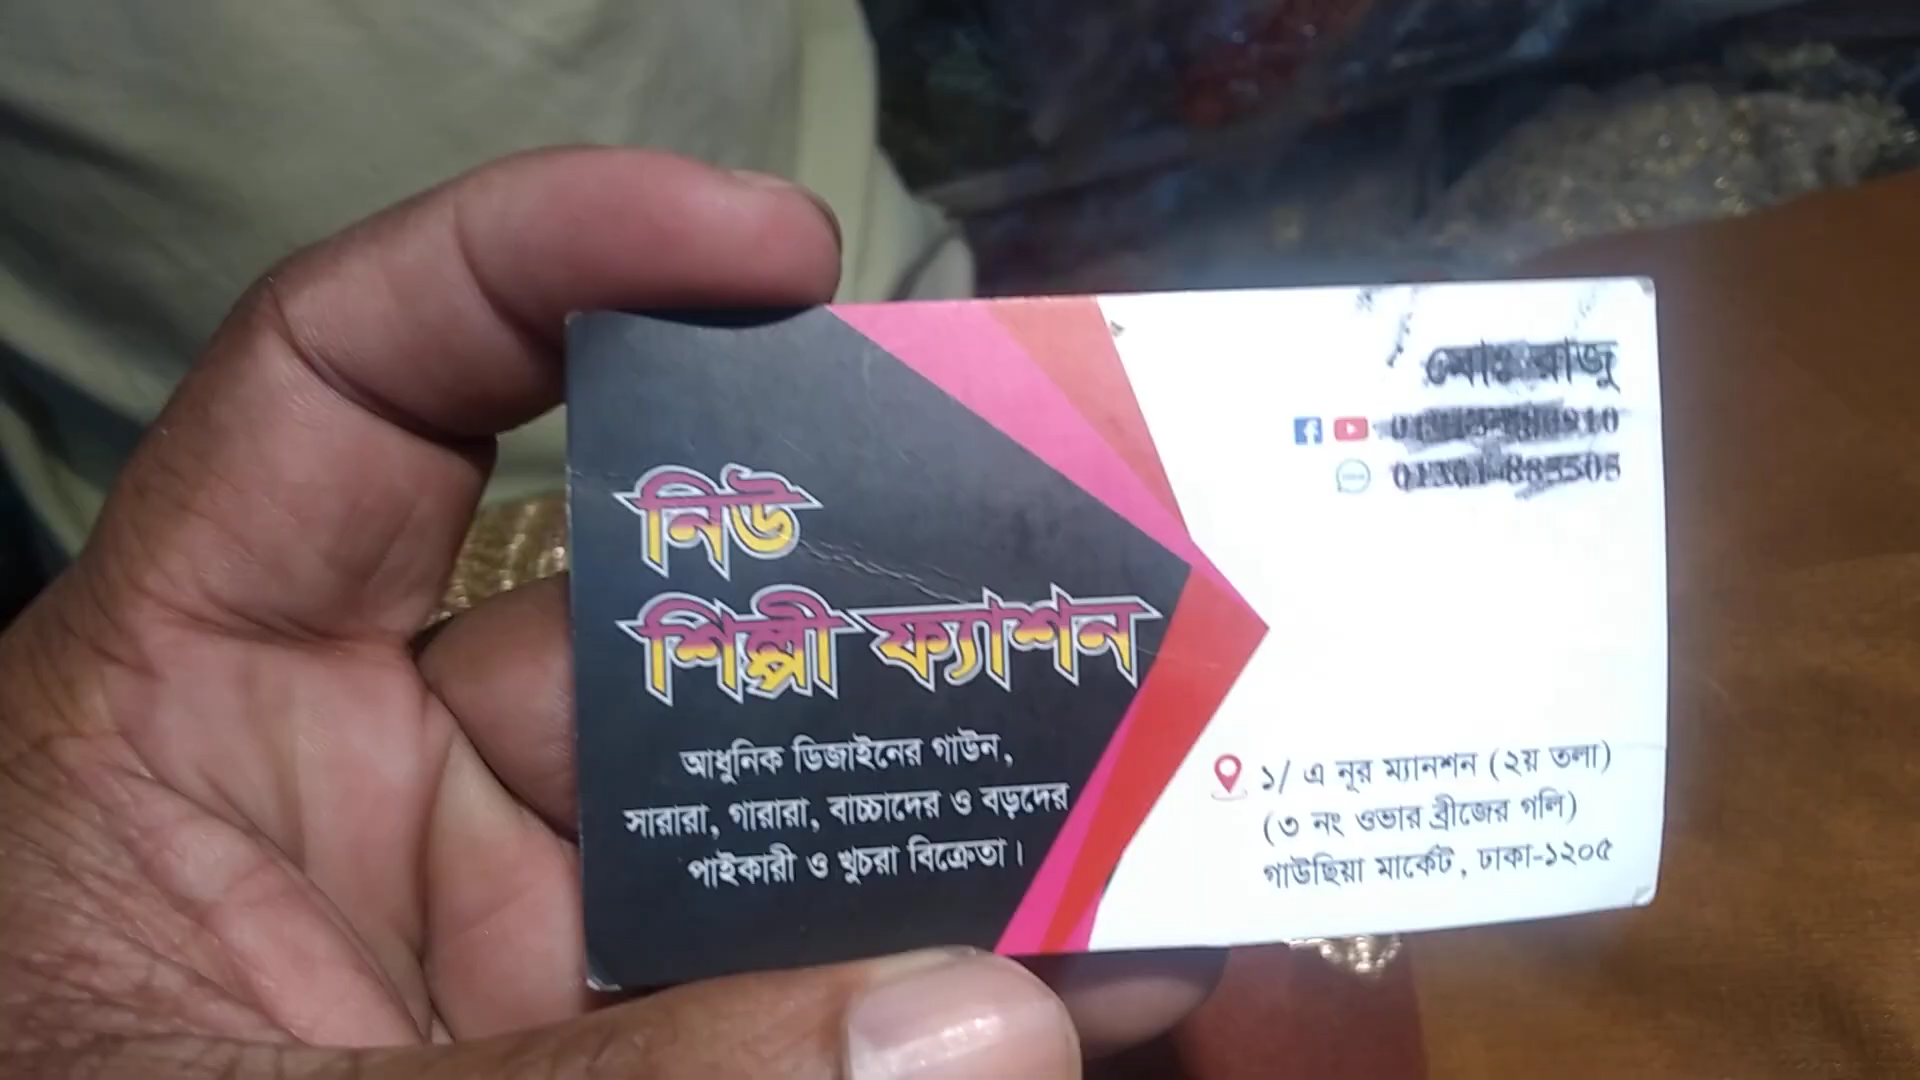 নিউ
শিল্পী ফ্যাশন
আধুনিক ডিজাইনের গাউন,
সারারা, গারারা, বাচ্চাদের ও বড়দের
পাইকারী ও খুচরা বিক্রেতা।
রাজু
১/ এ নূর ম্যানশন (২য় তলা)
(৩ নং ওভার ব্রীজের গলি)
গাউছিয়া মার্কেট, ঢাকা-১২০৫